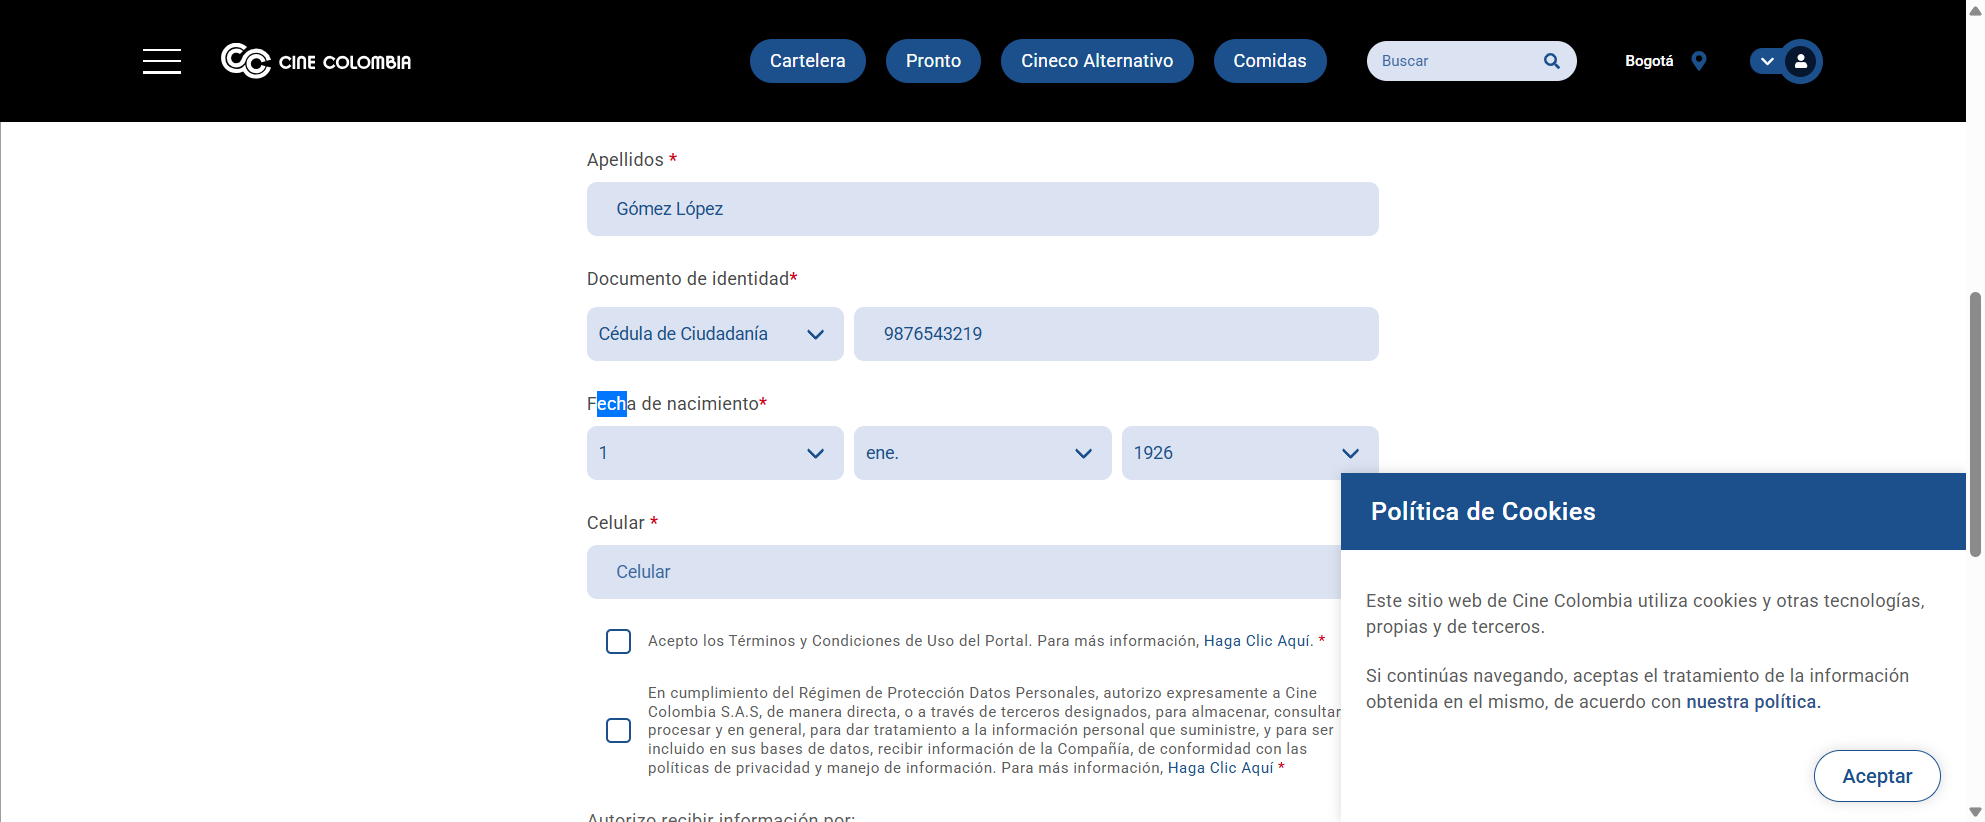 CINE COLOMBIA
Cartelera
Pronto
Cineco Alternativo
Comidas
Buscar
Bogotá
Apellidos *
Gómez López
Documento de identidad*
Cédula de Ciudadanía
9876543219
Fecha de nacimiento*
1
ene.
1926
Celular *
Celular
Acepto los Términos y Condiciones de Uso del Portal. Para más información, Haga Clic Aquí. *
En cumplimiento del Régimen de Protección Datos Personales, autorizo expresamente a Cine
Colombia S.A.S, de manera directa, o a través de terceros designados, para almacenar, consultar
procesar y en general, para dar tratamiento a la información personal que suministre, y para ser
incluido en sus bases de datos, recibir información de la Compañía, de conformidad con las
políticas de privacidad y manejo de información. Para más información, Haga Clic Aquí *
Autorizo recibir información por:
Política de Cookies
Este sitio web de Cine Colombia utiliza cookies y otras tecnologías,
propias y de terceros.
Si continúas navegando, aceptas el tratamiento de la información
obtenida en el mismo, de acuerdo con nuestra política.
Aceptar